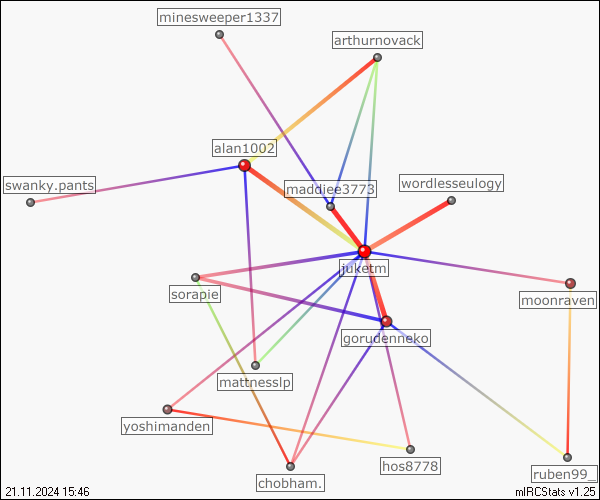 minesweeper1337
arthurnovack
alan1002
swanky.pants
maddiee3773
wordlesseulogy
juketm
sorapie
moonraven
gorudenneko
mattnesslp
yoshimanden
hos8778
chobham.
ruben99_
21.11.2024 15:46
mIRCStats v1.25